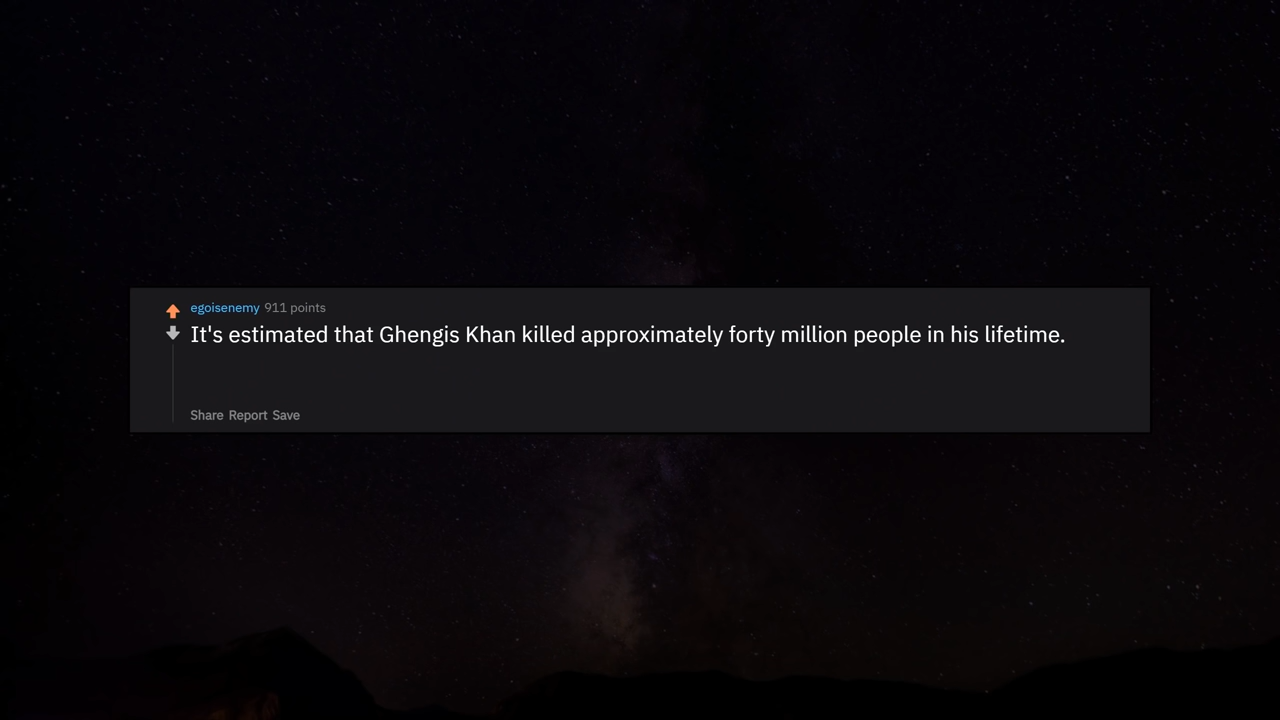 egoisenemy 911 points
It's estimated that Ghengis Khan killed approximately forty million people in his lifetime.
Share Report Save